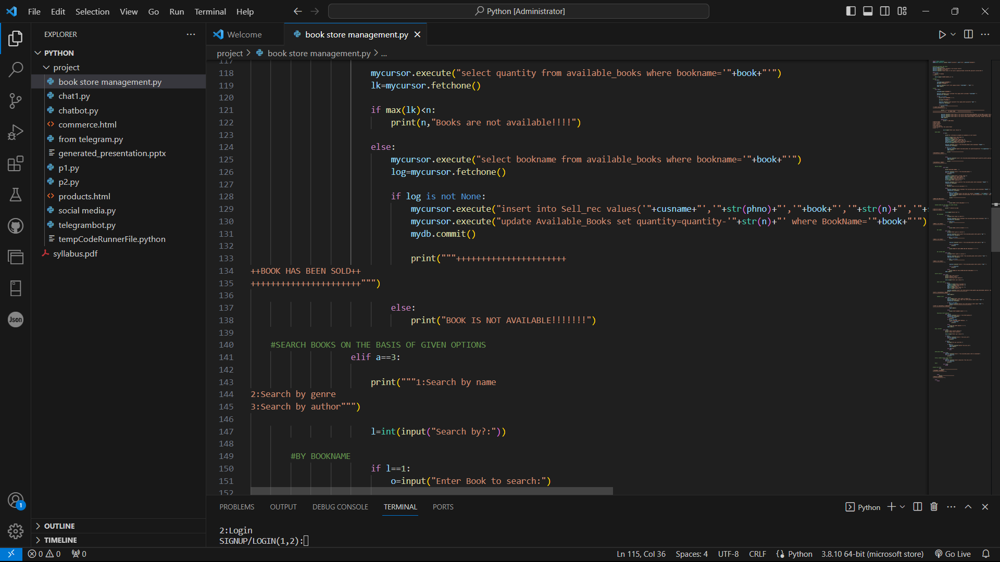 File Edit Selection View Go Run Terminal Help
Python [Administrator]
EXPLORER
PYTHON
project
book store management.py
chat1.py
chatbot.py
commerce.html
from telegram.py
generated_presentation.pptx
p1.py
p2.py
products.html
social media.py
telegrambot.py
tempCodeRunnerFile.python
syllabus.pdf
OUTLINE
TIMELINE
Json
1
Welcome
book store management.py
project > book store management.py > ...
117
118 mycursor.execute("select quantity from available_books where bookname='"+book+"'")
119 lk=mycursor.fetchone()
120
121 if max(lk)<n:
122 print(n,"Books are not available!!!!")
123
124 else:
125 mycursor.execute("select bookname from available_books where bookname='"+book+"'")
126 log=mycursor.fetchone()
127
128 if log is not None:
129 mycursor.execute("insert into Sell_rec values('"+cusname+"','"+str(phno)+"','"+book+"','"+str(n)+"','"+
130 mycursor.execute("update Available_Books set quantity=quantity-'"+str(n)+"' where BookName='"+book+"'")
131 mydb.commit()
132
133 print("""++++++++++++++++++++++
134 ++BOOK HAS BEEN SOLD++
135 ++++++++++++++++++++++""")
136
137 else:
138 print("BOOK IS NOT AVAILABLE!!!!!!!")
139
140 #SEARCH BOOKS ON THE BASIS OF GIVEN OPTIONS
141 elif a==3:
142
143 print("""1:Search by name
144 2:Search by genre
145 3:Search by author""")
146
147 l=int(input("Search by?:"))
148
149 #BY BOOKNAME
150 if l==1:
151 o=input("Enter Book to search:")
152
PROBLEMS OUTPUT DEBUG CONSOLE TERMINAL PORTS
Python
2:Login
SIGNUP/LOGIN(1,2):
0 0 0
Ln 115, Col 36 Spaces: 4 UTF-8 CRLF Python 3.8.10 64-bit (microsoft store) Go Live